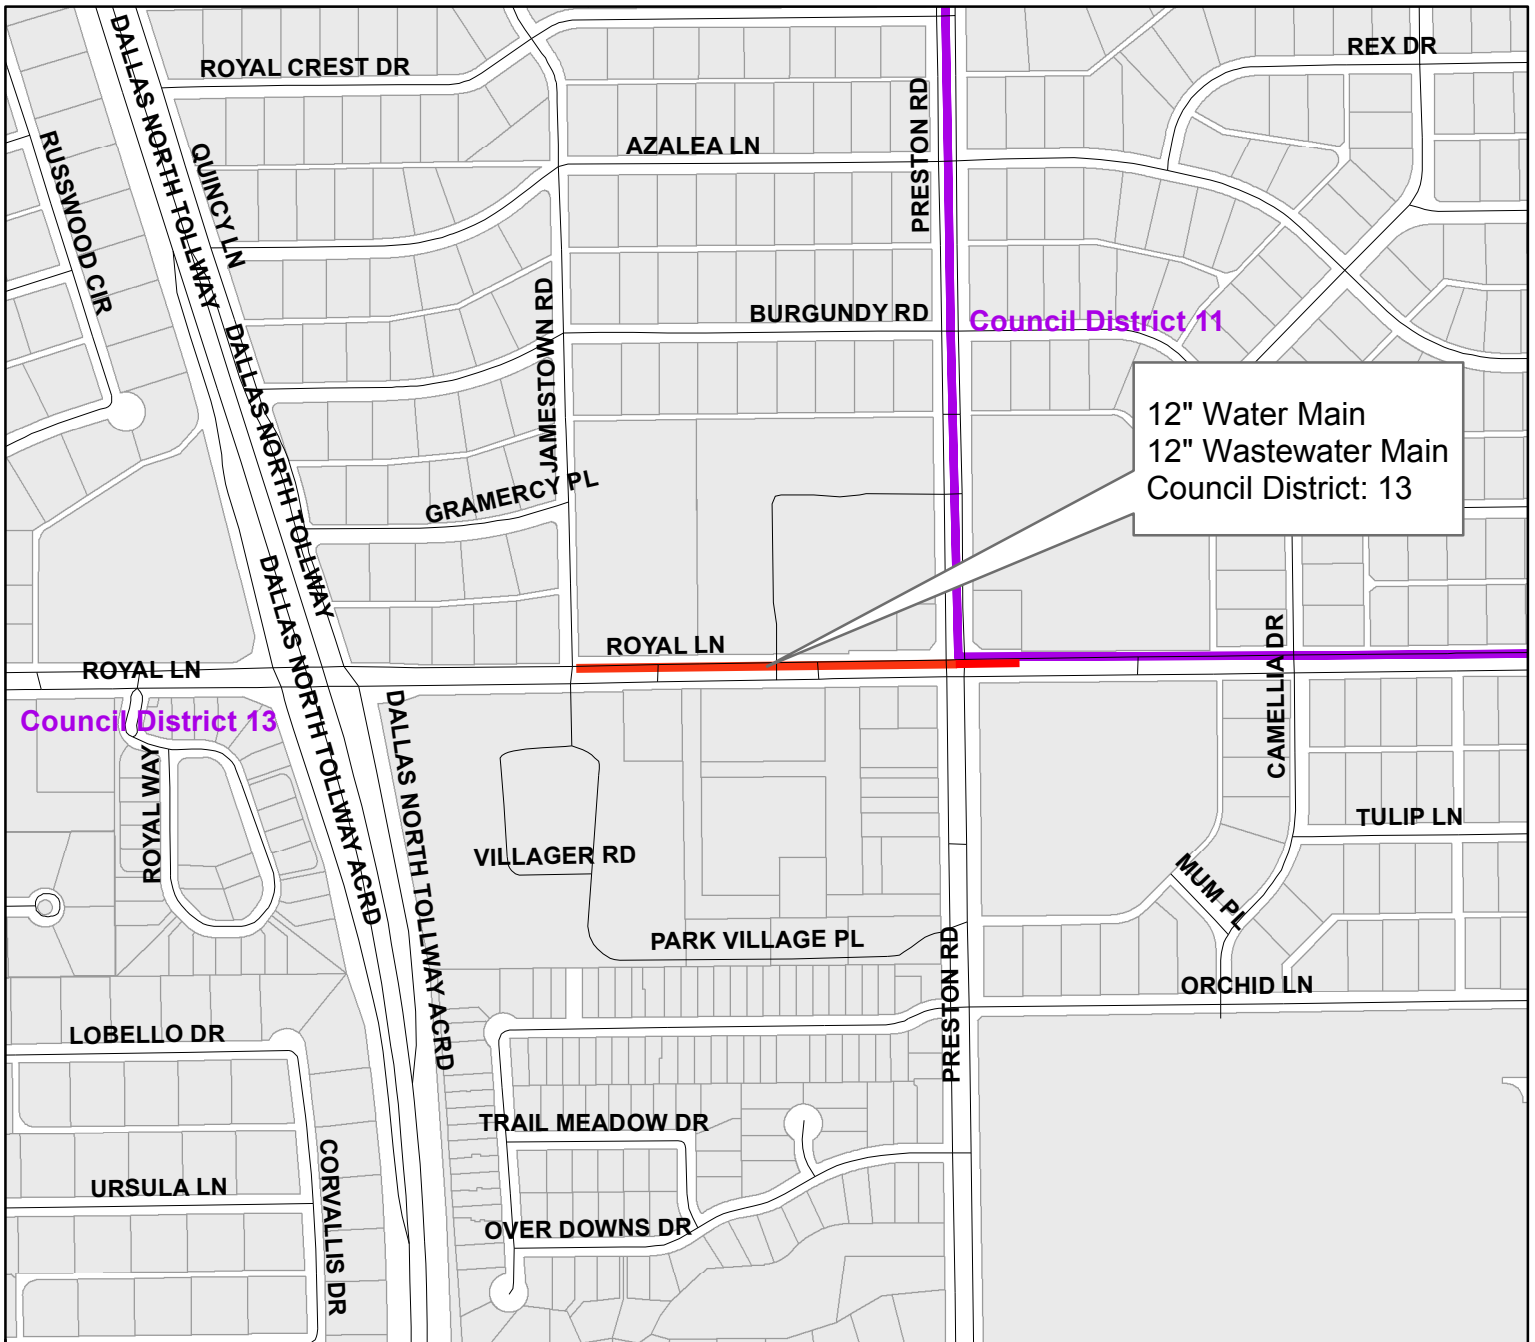 DALLAS NORTH TOLLWAY
ROYAL CREST DR
REX DR
PRESTON RD
AZALEA LN
RUSSWOOD CIR
QUINCY LN
JAMESTOWN RD
BURGUNDY RD
Council District 11
DALLAS NORTH TOLLWAY
12" Water Main
12" Wastewater Main
Council District: 13
GRAMERCY PL
DALLAS NORTH TOLLWAY ACRD
ROYAL LN
ROYAL LN
CAMELLIA DR
Council District 13
DALLAS NORTH TOLLWAY ACRD
ROYAL WAY
TULIP LN
VILLAGER RD
MUM PL
PARK VILLAGE PL
PRESTON RD
ORCHID LN
LOBELLO DR
TRAIL MEADOW DR
CORVALLIS DR
URSULA LN
OVER DOWNS DR